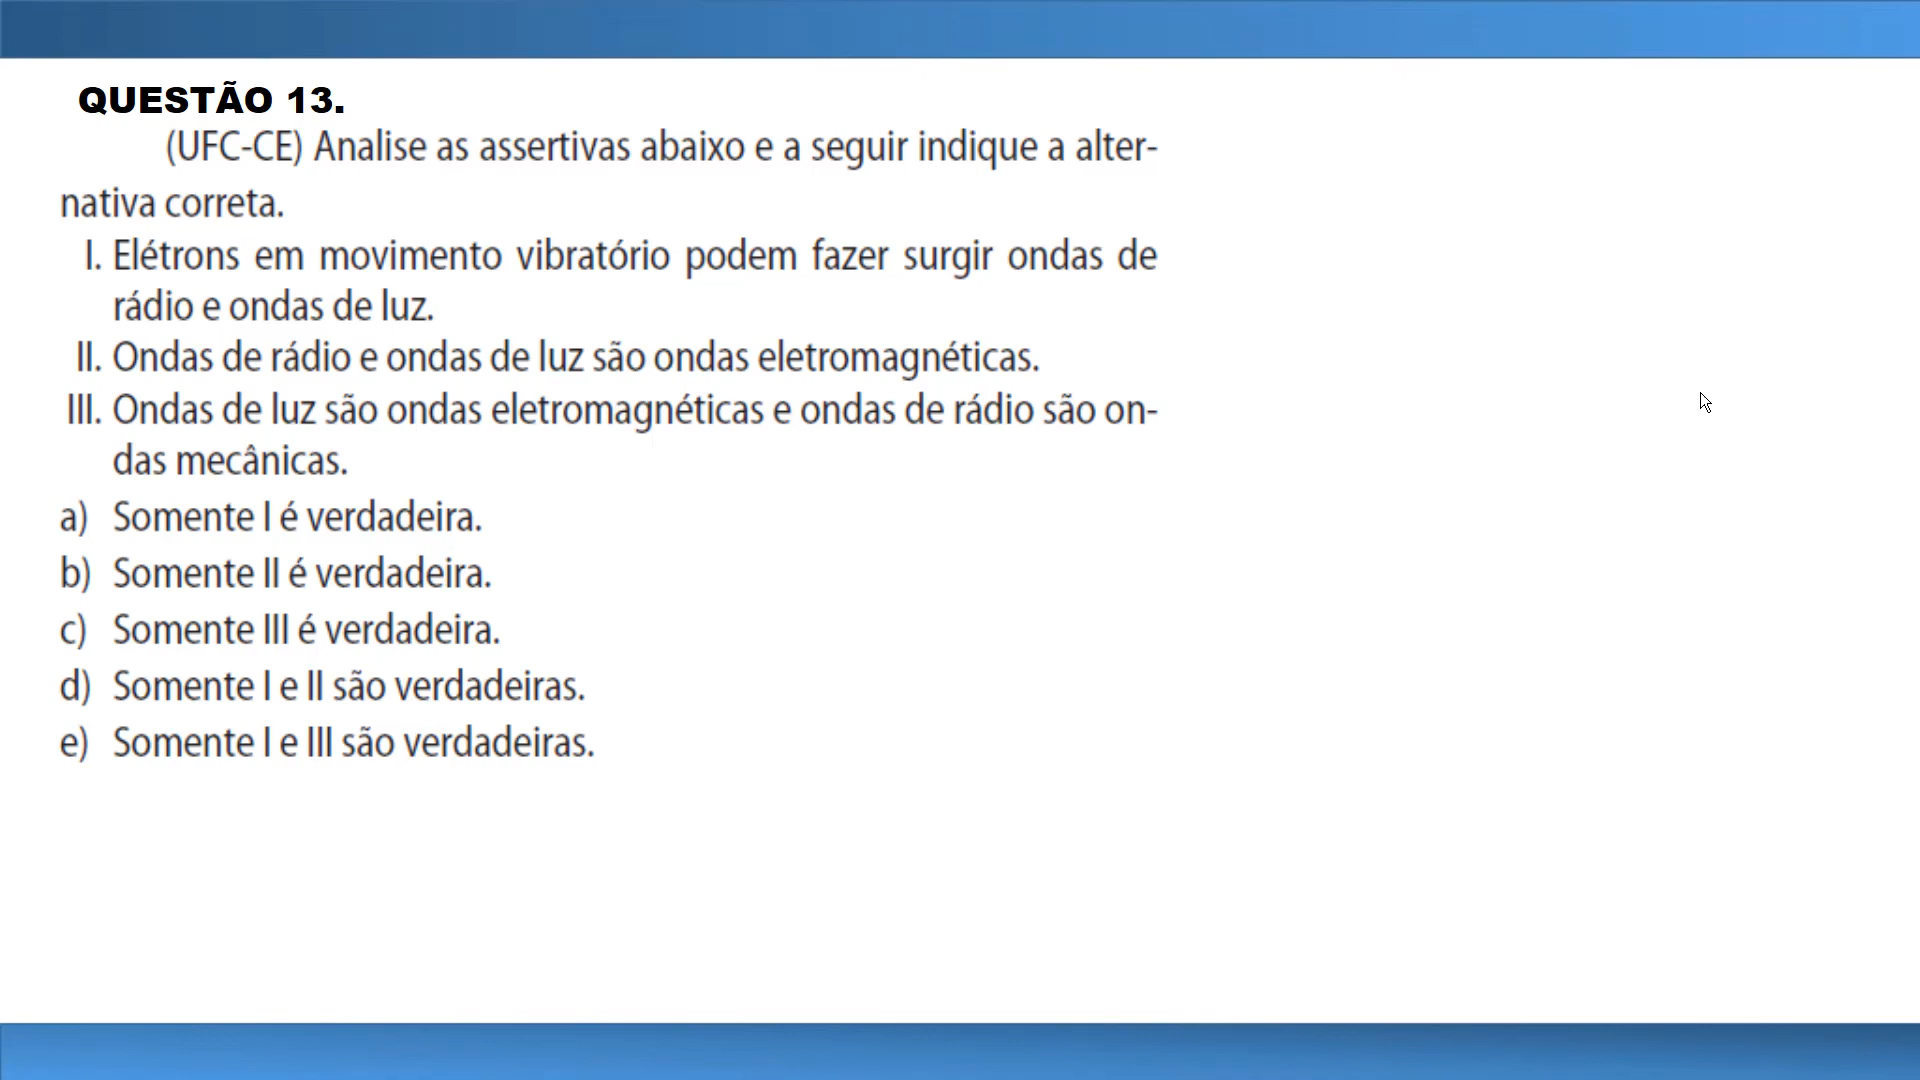 QUESTÃO 13.
(UFC-CE) Analise as assertivas abaixo e a seguir indique a alter-
nativa correta.
I. Elétrons em movimento vibratório podem fazer surgir ondas de
rádio e ondas de luz.
II. Ondas de rádio e ondas de luz são ondas eletromagnéticas.
III. Ondas de luz são ondas eletromagnéticas e ondas de rádio são on-
das mecânicas.
a) Somente I é verdadeira.
b) Somente II é verdadeira.
c) Somente III é verdadeira.
d) Somente I e II são verdadeiras.
e) Somente I e III são verdadeiras.